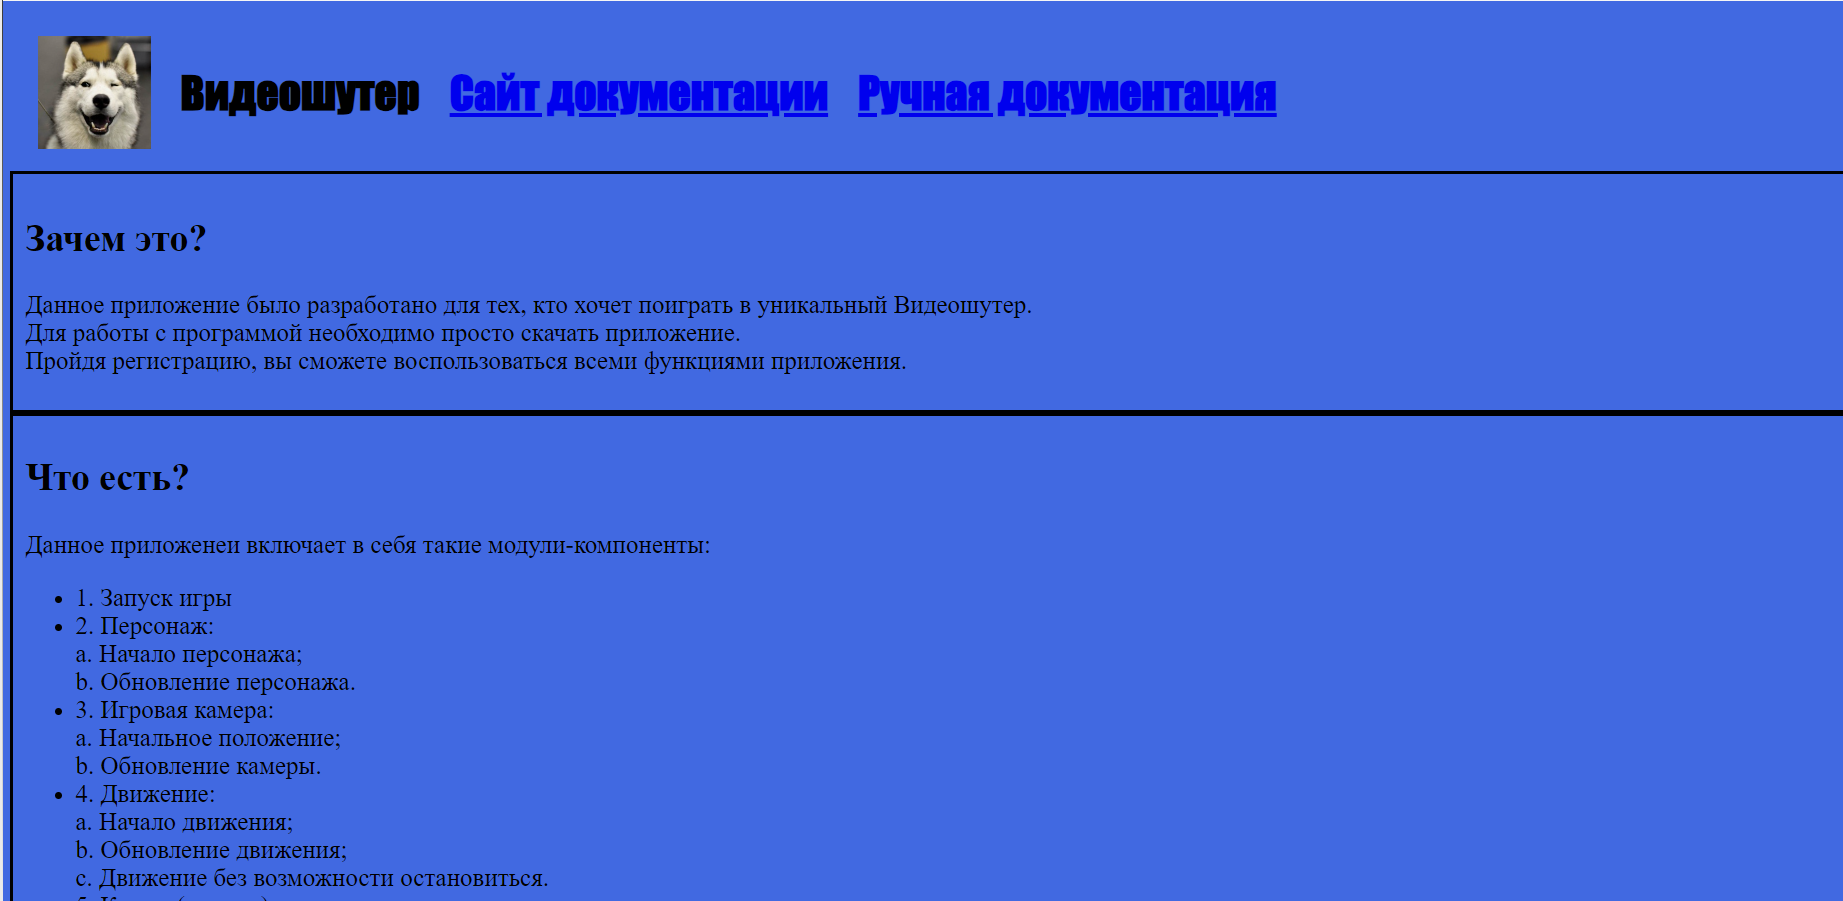 Видеошутер Сайт документации Ручная документация
Зачем это?
Данное приложение было разработано для тех, кто хочет поиграть в уникальный Видеошутер.
Для работы с программой необходимо просто скачать приложение.
Пройдя регистрацию, вы сможете воспользоваться всеми функциями приложения.
Что есть?
Данное приложенеи включает в себя такие модули-компоненты:
• 1. Запуск игры
• 2. Персонаж:
a. Начало персонажа;
b. Обновление персонажа.
• 3. Игровая камера:
a. Начальное положение;
b. Обновление камеры.
• 4. Движение:
a. Начало движения;
b. Обновление движения;
c. Движение без возможности остановиться.